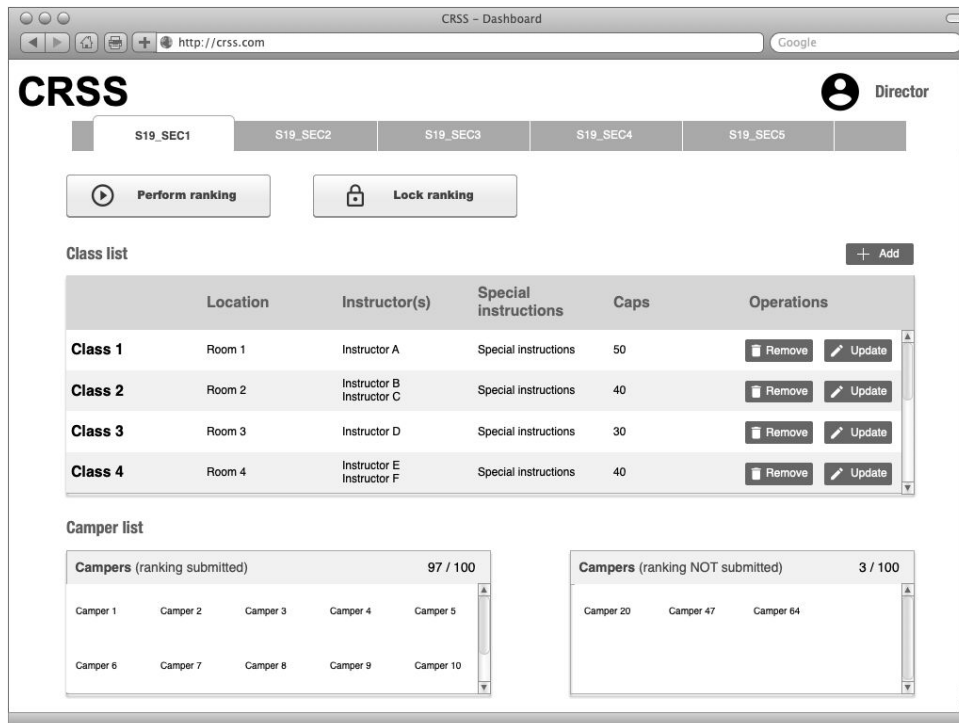 CRSS – Dashboard
http://crss.com
Google
CRSS
Director
S19_SEC1 S19_SEC2 S19_SEC3 S19_SEC4 S19_SEC5
Perform ranking Lock ranking
Class list
+ Add
Location Instructor(s) Special instructions Caps Operations
Class 1 Room 1 Instructor A Special instructions 50 Remove Update
Class 2 Room 2 Instructor B Instructor C Special instructions 40 Remove Update
Class 3 Room 3 Instructor D Special instructions 30 Remove Update
Class 4 Room 4 Instructor E Instructor F Special instructions 40 Remove Update
Camper list
Campers (ranking submitted) 97 / 100
Camper 1 Camper 2 Camper 3 Camper 4 Camper 5
Camper 6 Camper 7 Camper 8 Camper 9 Camper 10
Campers (ranking NOT submitted) 3 / 100
Camper 20 Camper 47 Camper 64